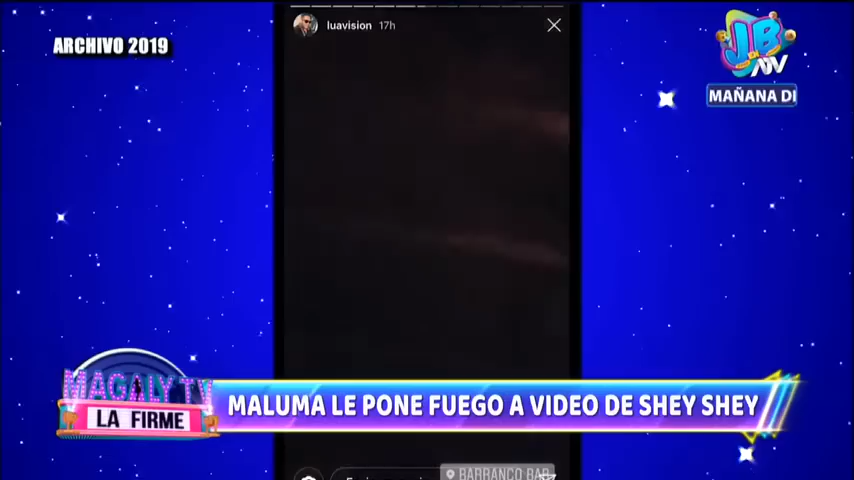 ARCHIVO 2019
luavision 17h
JB
ATV
MAÑANA DI
MAGALY TV
LA FIRME
MALUMA LE PONE FUEGO A VIDEO DE SHEY SHEY
BARRANCO BAR